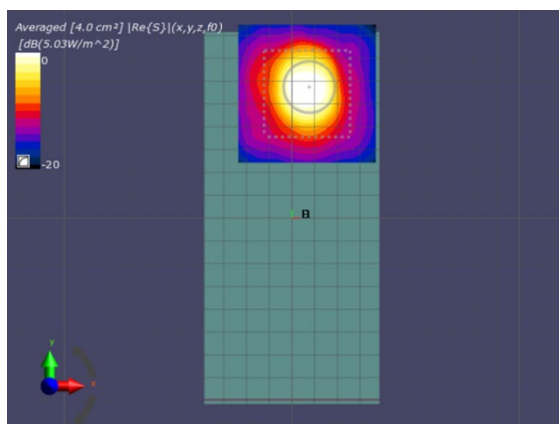 Averaged [4.0 cm²] |Re{S}|(x,y,z,f0)
[dB(5.03W/m^2)]
0
-20
y
x